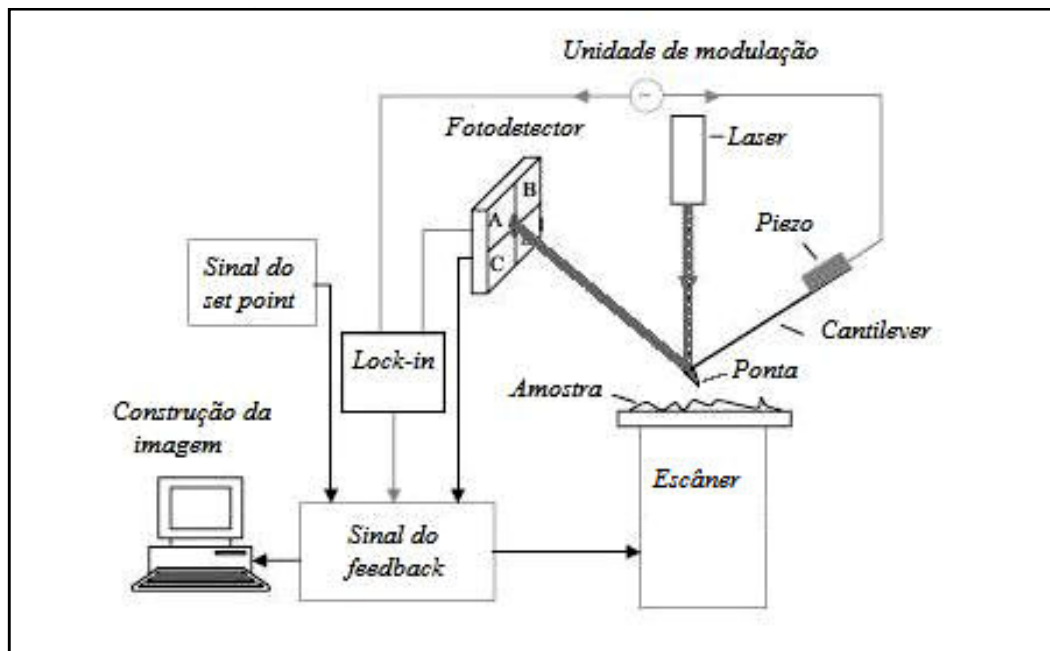 Unidade de modulação
~
Fotodetector
Laser
B
A
C
Piezo
Sinal do
set point
Cantilever
Lock-in
Ponta
Amostra
Construção da
imagem
Escâner
Sinal do
feedback